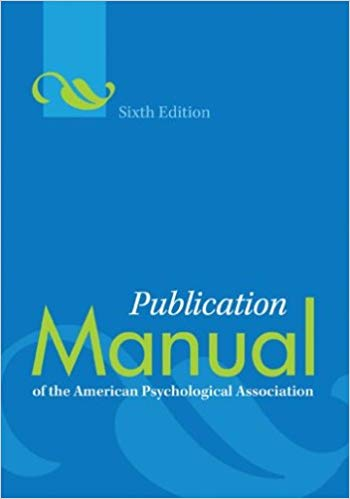 Sixth Edition
Publication
Manual
of the American Psychological Association